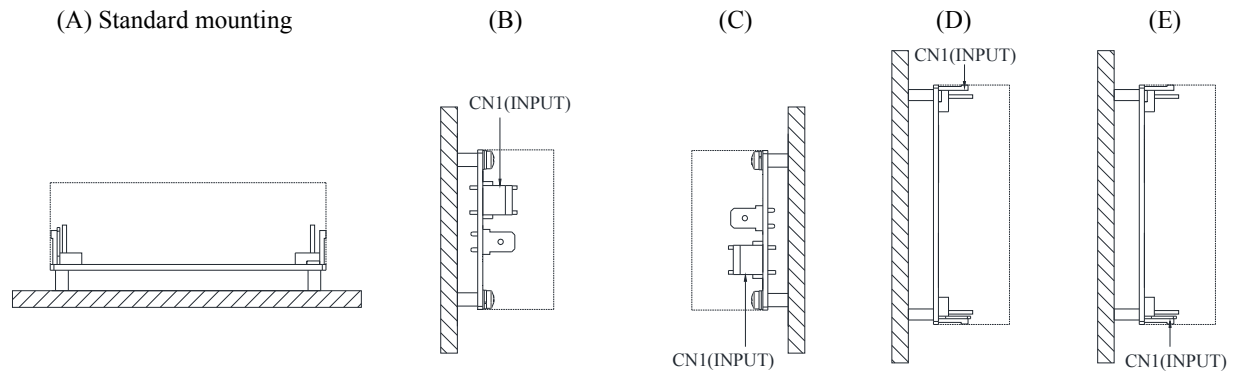 (A) Standard mounting
(B)
(C)
(D)
(E)
CN1(INPUT)
CN1(INPUT)
CN1(INPUT)
CN1(INPUT)